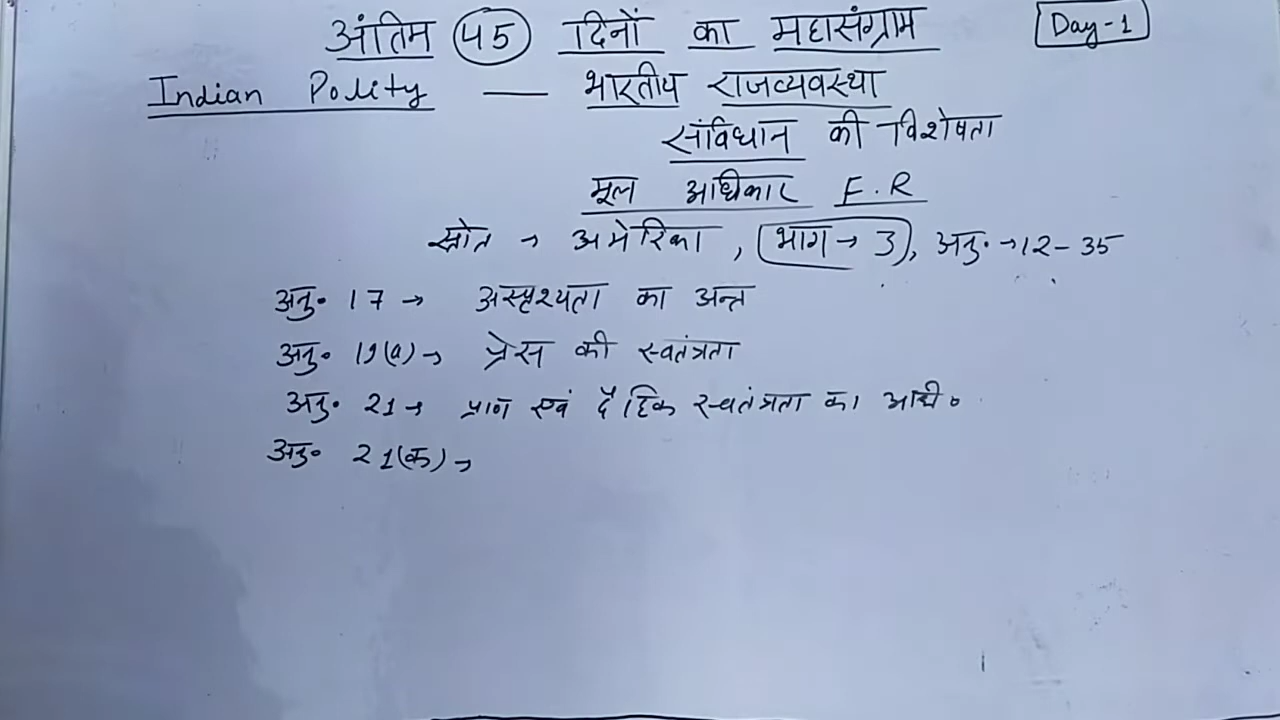 अंतिम 45 दिनों का महासंग्राम Day-1
Indian Polity — भारतीय राजव्यवस्था
संविधान की विशेषता
मूल अधिकार F.R
स्रोत → अमेरिका, भाग → 3, अनु. → 12-35
अनु. 17 → अस्पृश्यता का अन्त
अनु. 19(a) → प्रेस की स्वतंत्रता
अनु. 21 → प्राण एवं दैहिक स्वतंत्रता का अधि.
अनु. 21(क) →